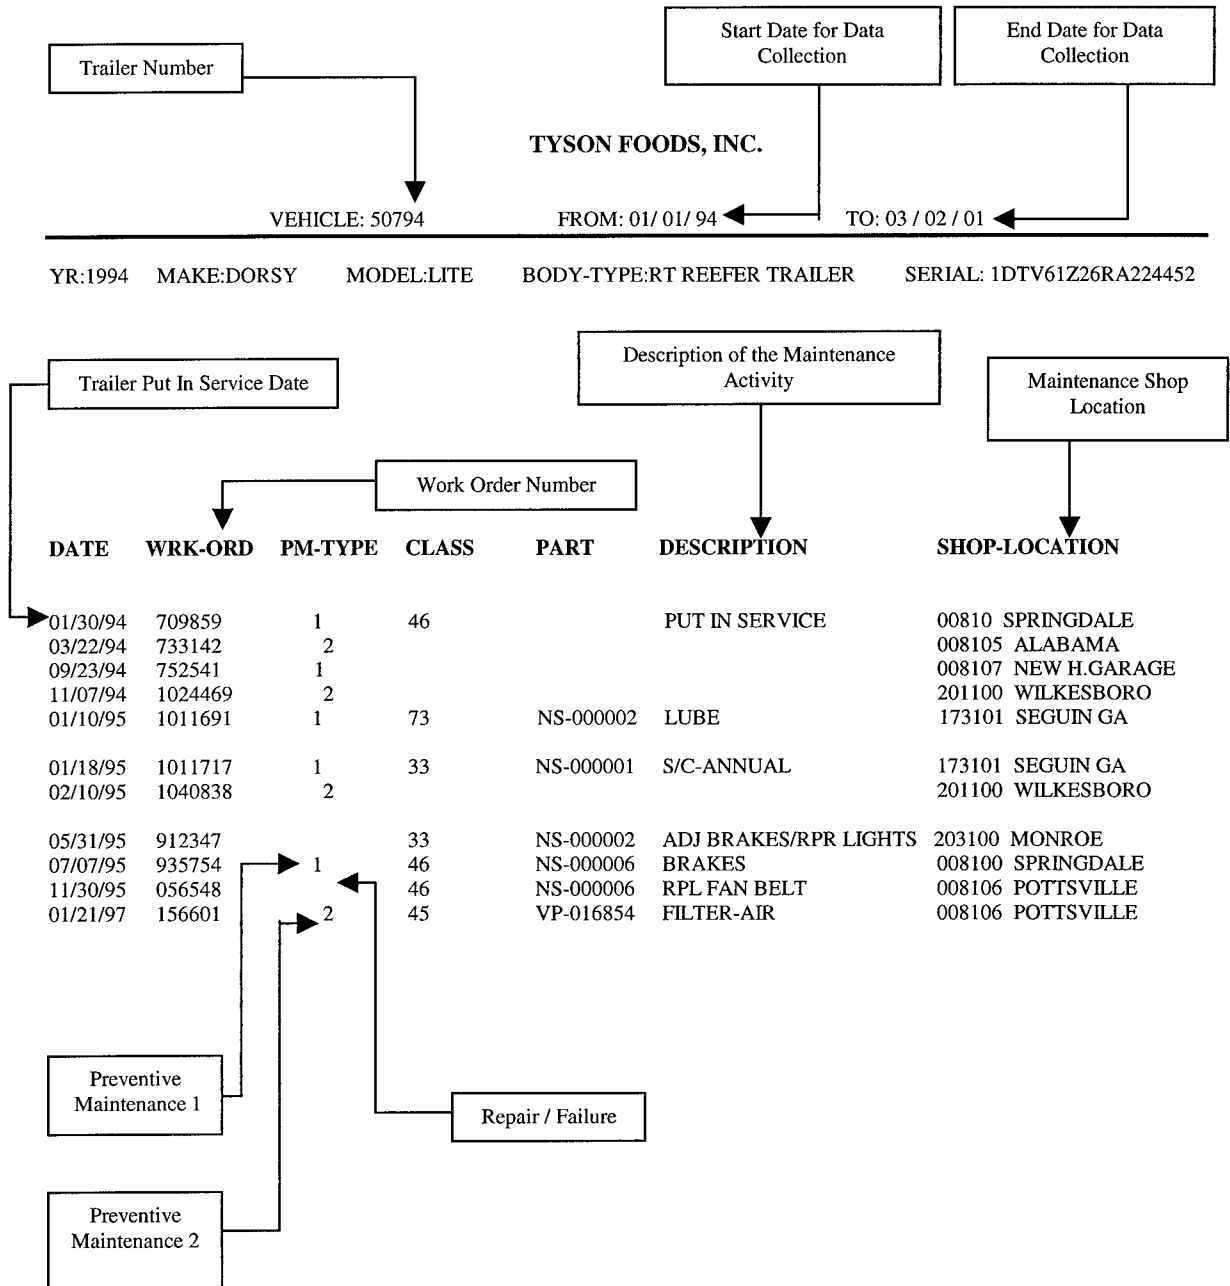 Start Date for Data
Collection
End Date for Data
Collection
Trailer Number
TYSON FOODS, INC.
VEHICLE: 50794 FROM: 01/ 01/ 94 TO: 03 / 02 / 01
YR:1994 MAKE:DORSY MODEL:LITE BODY-TYPE:RT REEFER TRAILER SERIAL: 1DTV61Z26RA224452
Trailer Put In Service Date
Description of the Maintenance
Activity
Maintenance Shop
Location
Work Order Number
DATE WRK-ORD PM-TYPE CLASS PART DESCRIPTION SHOP-LOCATION
01/30/94 709859 1 46 PUT IN SERVICE 00810 SPRINGDALE
03/22/94 733142 2 008105 ALABAMA
09/23/94 752541 1 008107 NEW H.GARAGE
11/07/94 1024469 2 201100 WILKESBORO
01/10/95 1011691 1 73 NS-000002 LUBE 173101 SEGUIN GA
01/18/95 1011717 1 33 NS-000001 S/C-ANNUAL 173101 SEGUIN GA
02/10/95 1040838 2 201100 WILKESBORO
05/31/95 912347 33 NS-000002 ADJ BRAKES/RPR LIGHTS 203100 MONROE
07/07/95 935754 1 46 NS-000006 BRAKES 008100 SPRINGDALE
11/30/95 056548 46 NS-000006 RPL FAN BELT 008106 POTTSVILLE
01/21/97 156601 2 45 VP-016854 FILTER-AIR 008106 POTTSVILLE
Preventive
Maintenance 1
Repair / Failure
Preventive
Maintenance 2